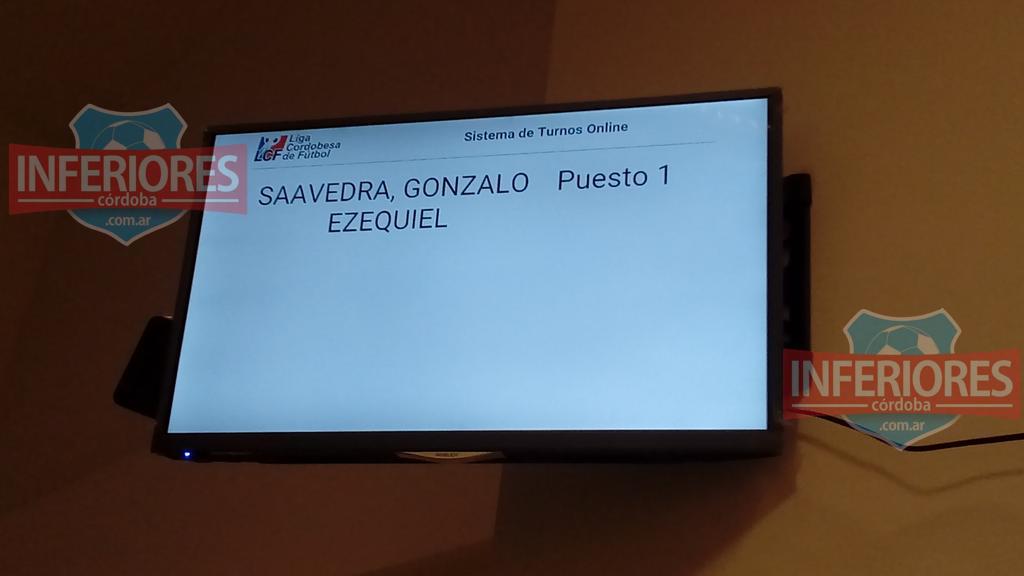 Liga
Cordobesa
de Fútbol
LCF
Sistema de Turnos Online
SAAVEDRA, GONZALO Puesto 1
EZEQUIEL
INFERIORES
córdoba
.com.ar
INFERIORES
córdoba
.com.ar